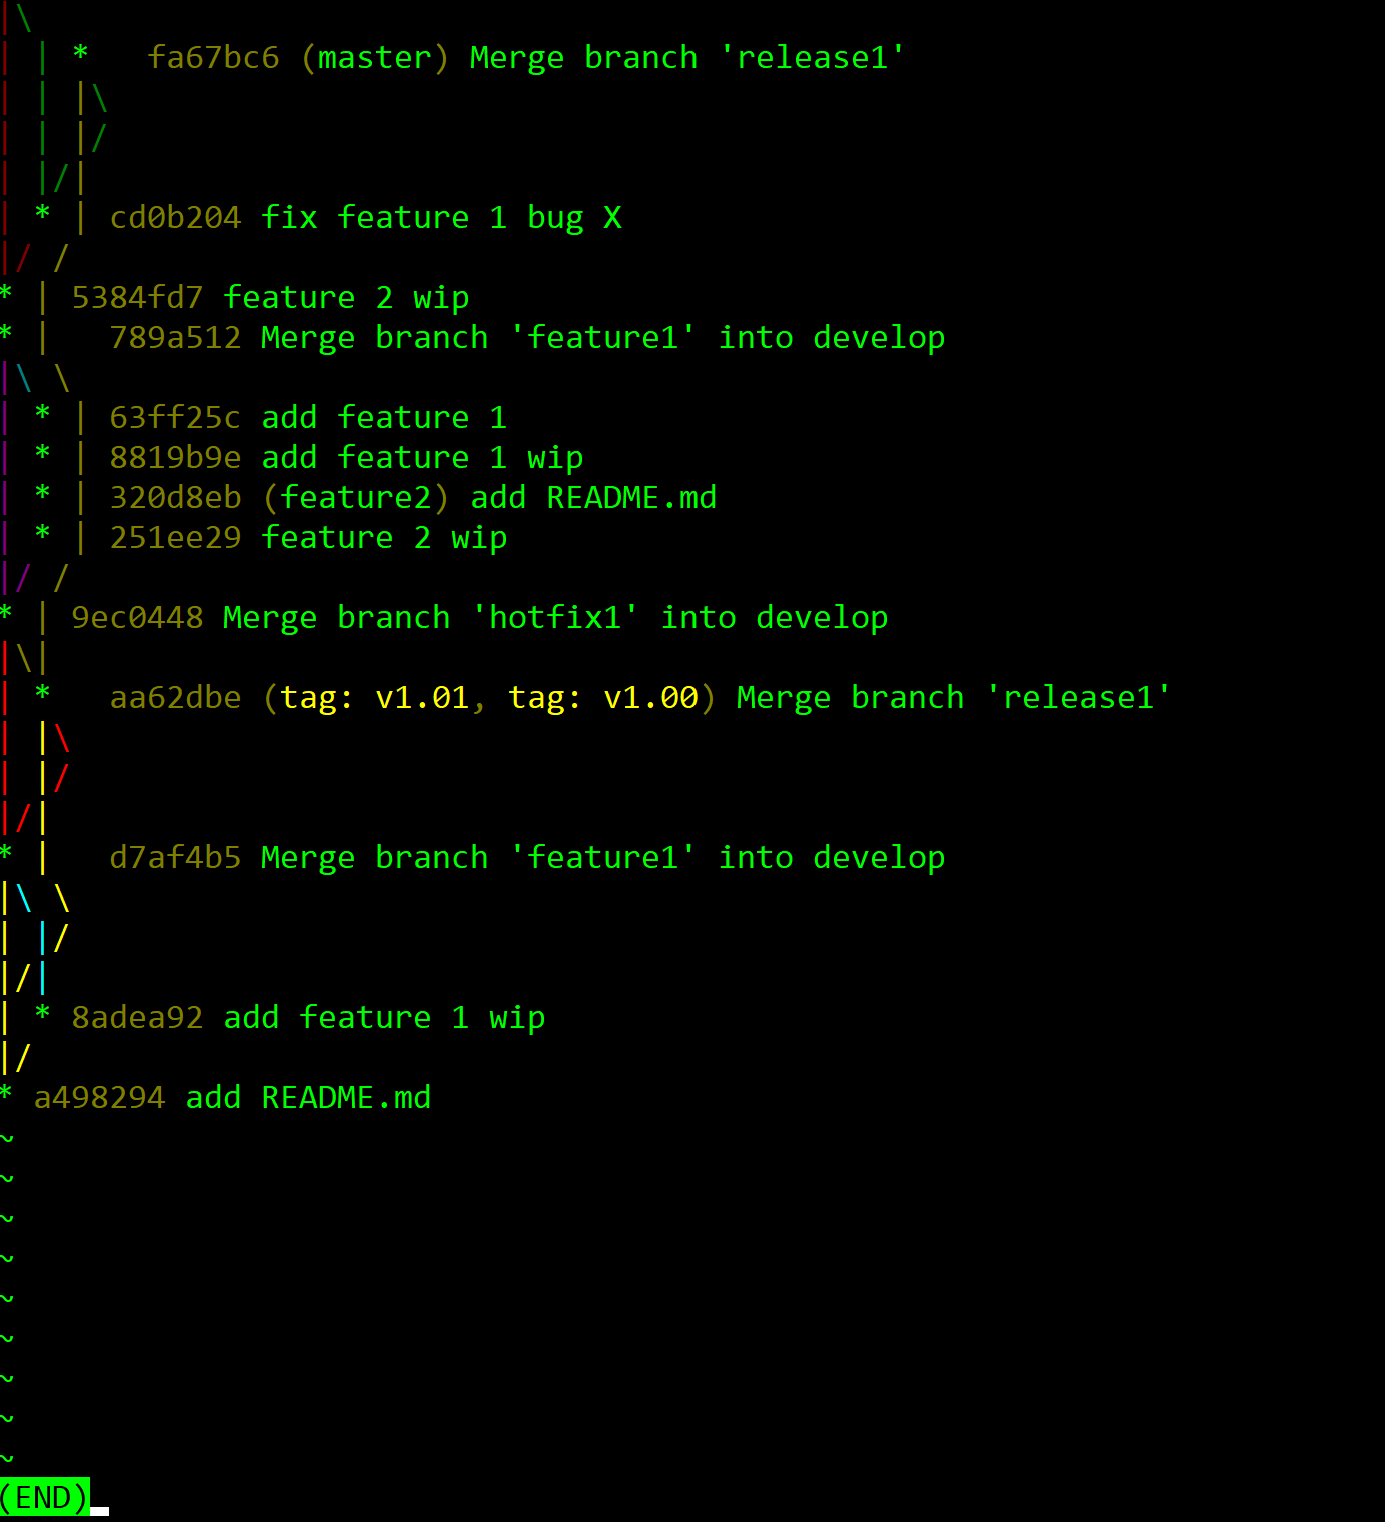 |\
| | *   fa67bc6 (master) Merge branch 'release1'
| | |\
| | |/
| |/|
| * | cd0b204 fix feature 1 bug X
|/ /
* | 5384fd7 feature 2 wip
* |   789a512 Merge branch 'feature1' into develop
|\ \
| * | 63ff25c add feature 1
| * | 8819b9e add feature 1 wip
| * | 320d8eb (feature2) add README.md
| * | 251ee29 feature 2 wip
|/ /
* | 9ec0448 Merge branch 'hotfix1' into develop
|\|
| *   aa62dbe (tag: v1.01, tag: v1.00) Merge branch 'release1'
| |\
| |/
|/|
* |   d7af4b5 Merge branch 'feature1' into develop
|\ \
| |/
|/|
| * 8adea92 add feature 1 wip
|/
* a498294 add README.md
~
~
~
~
~
~
~
~
~
(END)